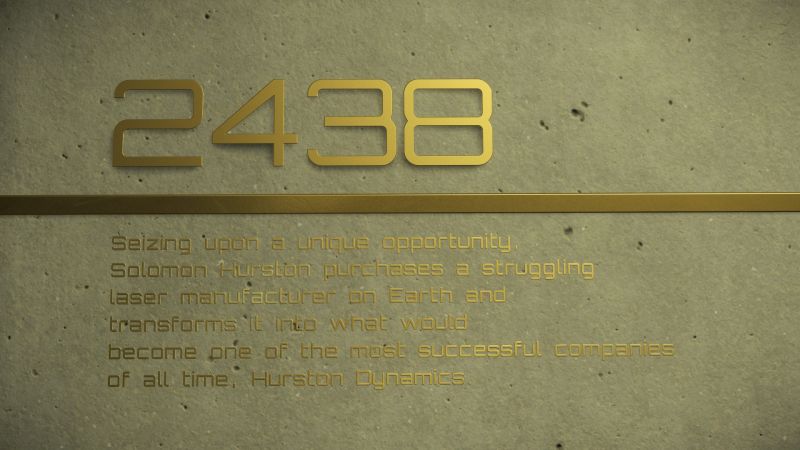 2438
Seizing upon a unique opportunity,
Solomon Hurston purchases a struggling
laser manufacturer on Earth and
transforms it into what would
become one of the most successful companies
of all time, Hurston Dynamics.